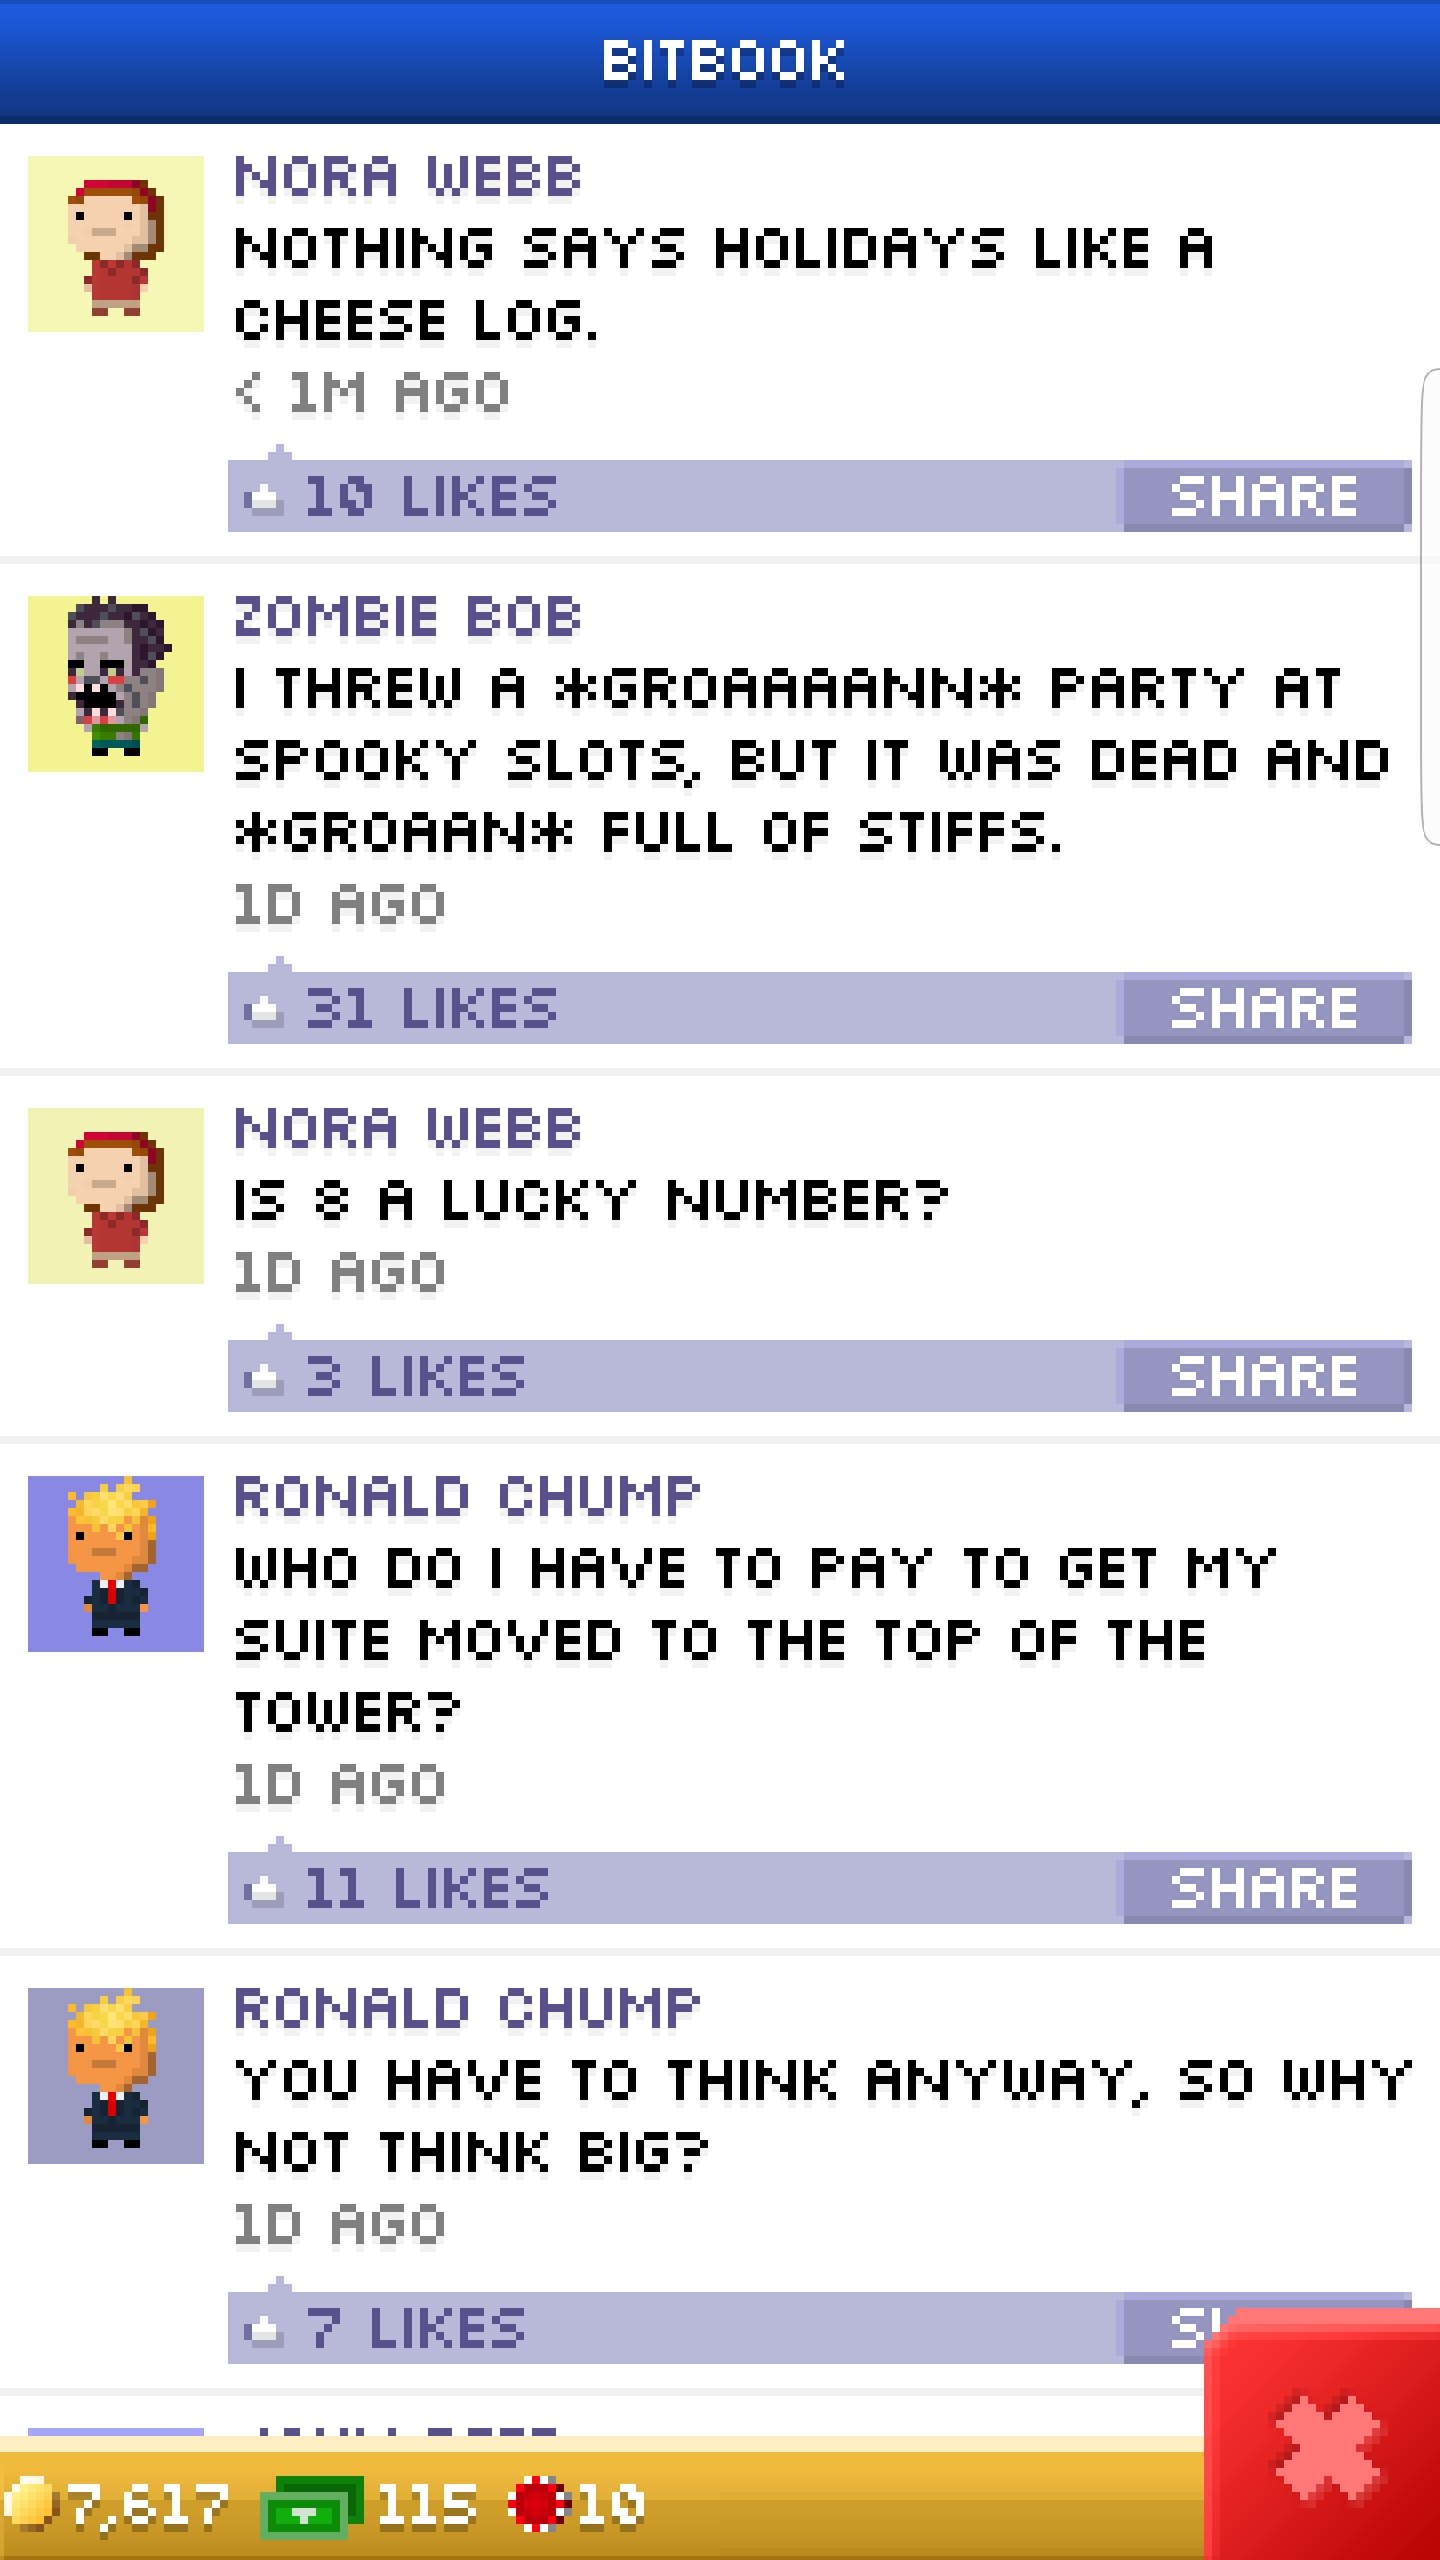 BITBOOK
NORA WEBB
NOTHING SAYS HOLIDAYS LIKE A
CHEESE LOG.
< 1M AGO
10 LIKES SHARE
ZOMBIE BOB
I THREW A *GROAAAANN* PARTY AT
SPOOKY SLOTS, BUT IT WAS DEAD AND
*GROAAN* FULL OF STIFFS.
1D AGO
31 LIKES SHARE
NORA WEBB
IS 8 A LUCKY NUMBER?
1D AGO
3 LIKES SHARE
RONALD CHUMP
WHO DO I HAVE TO PAY TO GET MY
SUITE MOVED TO THE TOP OF THE
TOWER?
1D AGO
11 LIKES SHARE
RONALD CHUMP
YOU HAVE TO THINK ANYWAY, SO WHY
NOT THINK BIG?
1D AGO
7 LIKES
7,617 115 10